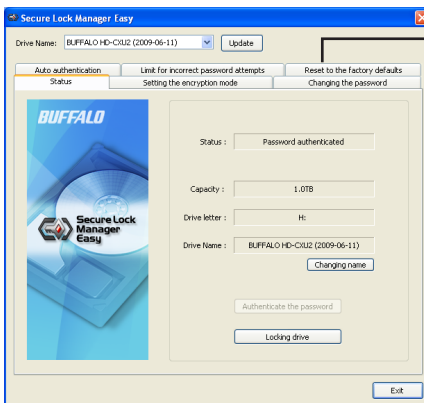 Secure Lock Manager Easy
Drive Name: BUFFALO HD-CXU2 (2009-06-11) Update
Auto authentication Limit for incorrect password attempts Reset to the factory defaults
Status Setting the encryption mode Changing the password
BUFFALO
Status : Password authenticated
Capacity : 1.0TB
Secure Lock
Manager
Easy
Drive letter : H:
Drive Name : BUFFALO HD-CXU2 (2009-06-11)
Changing name
Authenticate the password
Locking drive
Exit